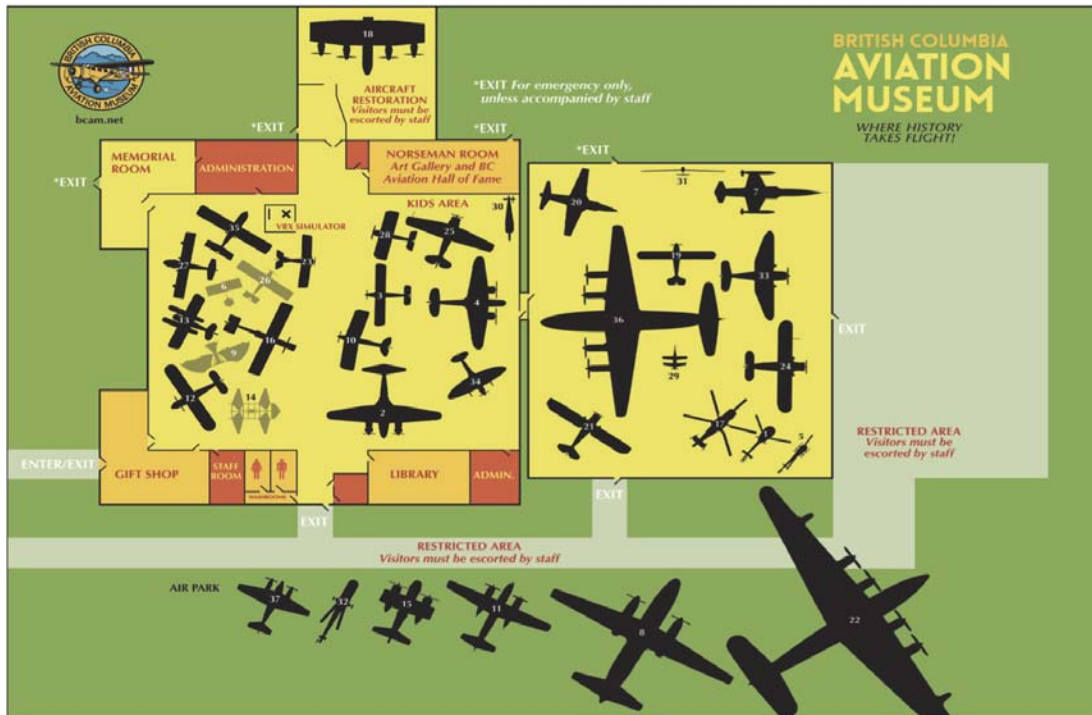 BRITISH COLUMBIA
AVIATION MUSEUM
bcam.net
18
AIRCRAFT
RESTORATION
Visitors must be
escorted by staff
*EXIT For emergency only,
unless accompanied by staff
BRITISH COLUMBIA
AVIATION
MUSEUM
WHERE HISTORY
TAKES FLIGHT!
*EXIT
*EXIT
*EXIT
*EXIT
MEMORIAL
ROOM
ADMINISTRATION
NORSEMAN ROOM
Art Gallery and BC
Aviation Hall of Fame
KIDS AREA
VRX SIMULATOR
35
27
23
26
6
13
16
9
12
14
28
25
30
3
4
10
34
2
20
31
7
19
33
36
29
24
21
17
1
5
EXIT
ENTER/EXIT
GIFT SHOP
STAFF
ROOM
WASHROOMS
LIBRARY
ADMIN.
EXIT
EXIT
RESTRICTED AREA
Visitors must be
escorted by staff
RESTRICTED AREA
Visitors must be escorted by staff
AIR PARK
37
32
15
11
8
22